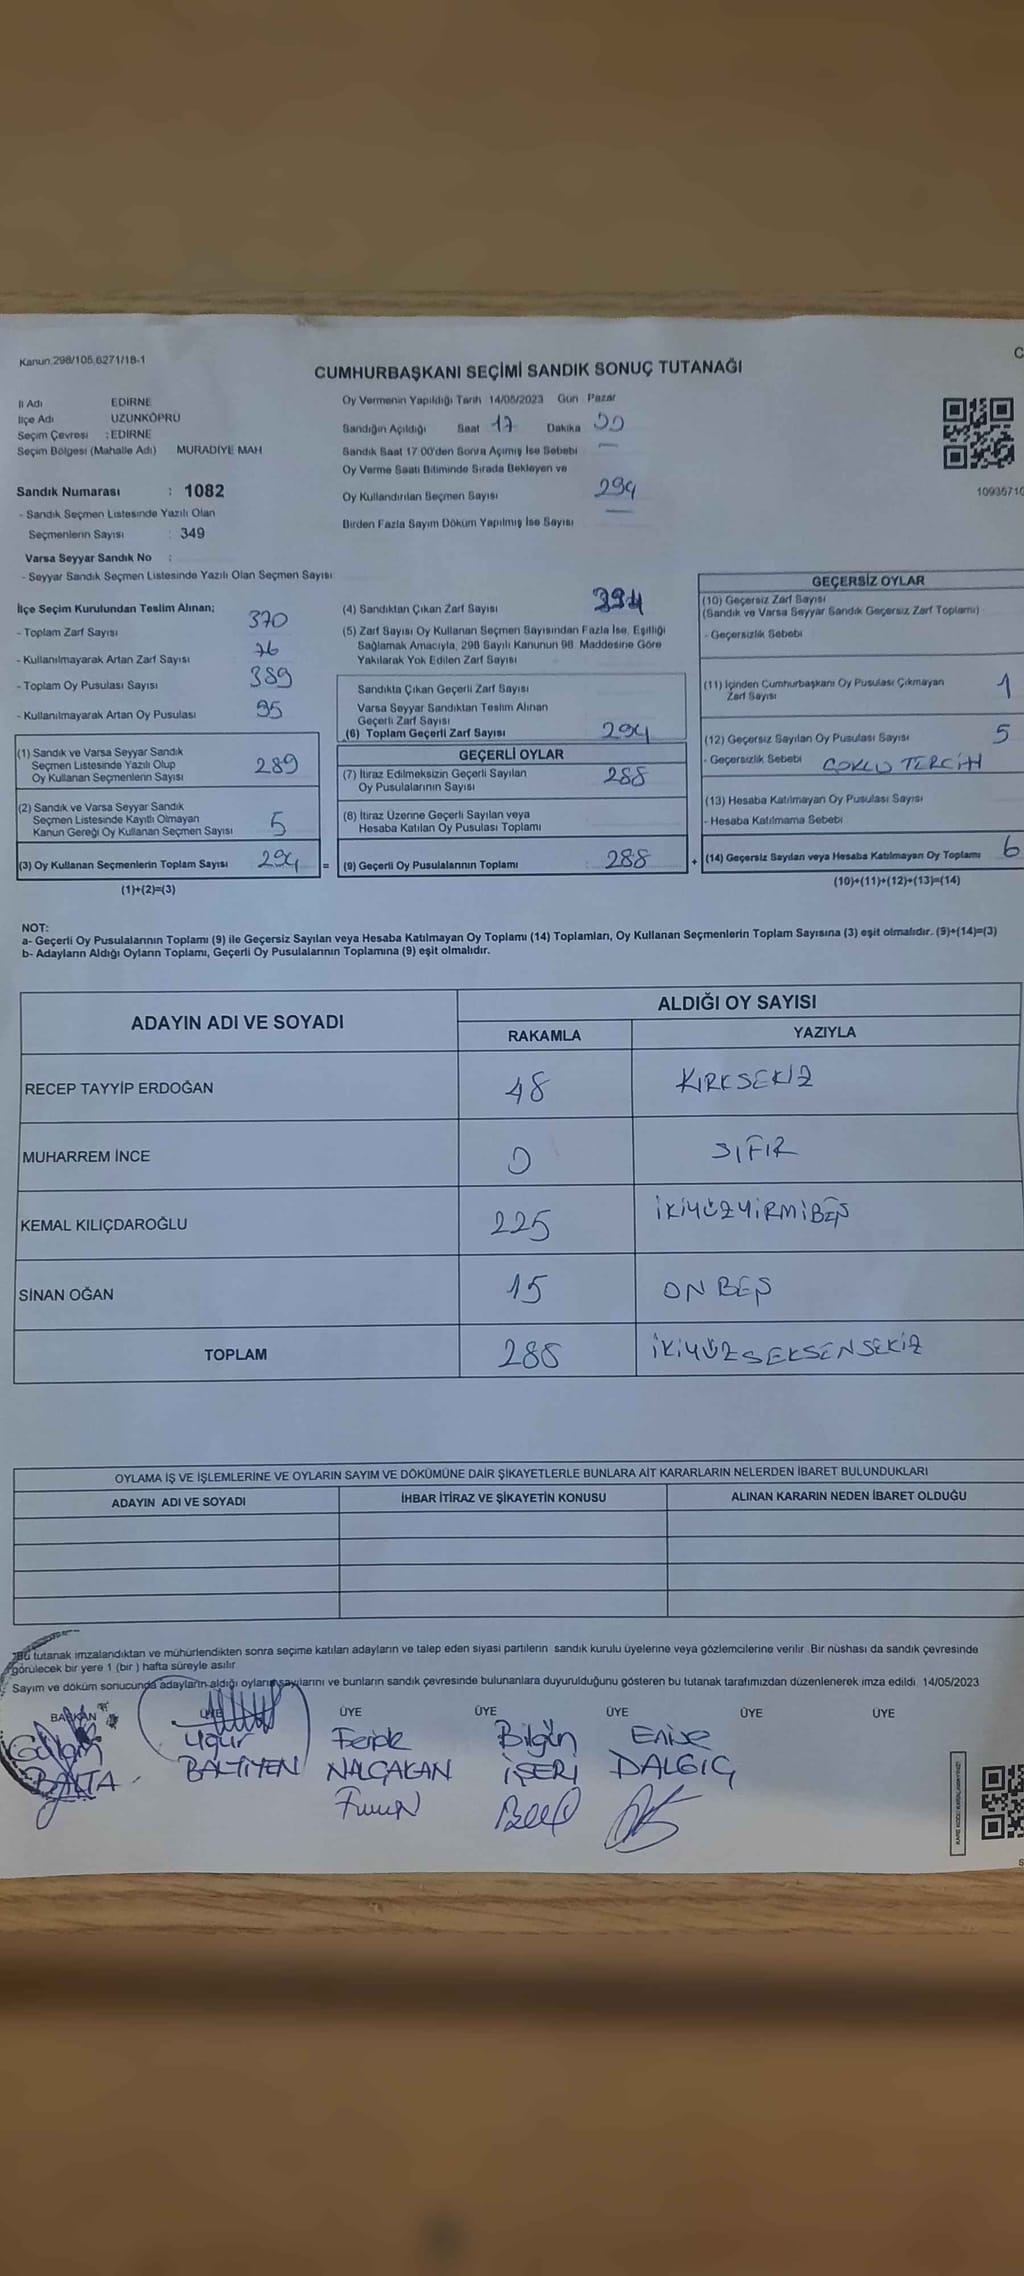 Kanun.298/105.6271/18-1
C
CUMHURBAŞKANI SEÇİMİ SANDIK SONUÇ TUTANAĞI
İl Adı EDİRNE
İlçe Adı UZUNKÖPRÜ
Seçim Çevresi : EDİRNE
Seçim Bölgesi (Mahalle Adı) MURADİYE MAH
Sandık Numarası : 1082
- Sandık Seçmen Listesinde Yazılı Olan
Seçmenlerin Sayısı : 349
Varsa Seyyar Sandık No :
- Seyyar Sandık Seçmen Listesinde Yazılı Olan Seçmen Sayısı
Oy Vermenin Yapıldığı Tarih 14/05/2023 Gün Pazar
Sandığın Açıldığı Saat 17 Dakika 00
Sandık Saat 17:00'den Sonra Açımış İse Sebebi
Oy Verme Saati Bitiminde Sırada Bekleyen ve
Oy Kullandırılan Seçmen Sayısı 294
Birden Fazla Sayım Döküm Yapılmış İse Sayısı
10935710
İlçe Seçim Kurulundan Teslim Alınan;
- Toplam Zarf Sayısı 370
- Kullanılmayarak Artan Zarf Sayısı 76
- Toplam Oy Pusulası Sayısı 389
- Kullanılmayarak Artan Oy Pusulası 95
(1) Sandık ve Varsa Seyyar Sandık
Seçmen Listesinde Yazılı Olup
Oy Kullanan Seçmenlerin Sayısı 289
(2) Sandık ve Varsa Seyyar Sandık
Seçmen Listesinde Kayıtlı Olmayan
Kanun Gereği Oy Kullanan Seçmen Sayısı 5
(3) Oy Kullanan Seçmenlerin Toplam Sayısı 294 =
(1)+(2)=(3)
(4) Sandıktan Çıkan Zarf Sayısı 294
(5) Zarf Sayısı Oy Kullanan Seçmen Sayısından Fazla İse, Eşitliği
Sağlamak Amacıyla, 298 Sayılı Kanunun 98. Maddesine Göre
Yakılarak Yok Edilen Zarf Sayısı
Sandıkta Çıkan Geçerli Zarf Sayısı
Varsa Seyyar Sandıktan Teslim Alınan
Geçerli Zarf Sayısı
(6) Toplam Geçerli Zarf Sayısı 294
GEÇERLİ OYLAR
(7) İtiraz Edilmeksizin Geçerli Sayılan
Oy Pusulalarının Sayısı 288
(8) İtiraz Üzerine Geçerli Sayılan veya
Hesaba Katılan Oy Pusulası Toplamı
(9) Geçerli Oy Pusulalarının Toplamı 288 +
GEÇERSİZ OYLAR
(10) Geçersiz Zarf Sayısı
(Sandık ve Varsa Seyyar Sandık Geçersiz Zarf Toplamı)
- Geçersizlik Sebebi
(11) İçinden Cumhurbaşkanı Oy Pusulası Çıkmayan
Zarf Sayısı 1
(12) Geçersiz Sayılan Oy Pusulası Sayısı 5
- Geçersizlik Sebebi ÇOKLU TERCİH
(13) Hesaba Katılmayan Oy Pusulası Sayısı
- Hesaba Katılmama Sebebi
(14) Geçersiz Sayılan veya Hesaba Katılmayan Oy Toplamı 6
(10)+(11)+(12)+(13)=(14)
NOT:
a- Geçerli Oy Pusulalarının Toplamı (9) ile Geçersiz Sayılan veya Hesaba Katılmayan Oy Toplamı (14) Toplamları, Oy Kullanan Seçmenlerin Toplam Sayısına (3) eşit olmalıdır. (9)+(14)=(3)
b- Adayların Aldığı Oyların Toplamı, Geçerli Oy Pusulalarının Toplamına (9) eşit olmalıdır.
ADAYIN ADI VE SOYADI ALDIĞI OY SAYISI
RAKAMLA YAZIYLA
RECEP TAYYİP ERDOĞAN 48 KIRKSEKİZ
MUHARREM İNCE 0 SIFIR
KEMAL KILIÇDAROĞLU 225 İKİYÜZYİRMİBEŞ
SİNAN OĞAN 15 ON BEŞ
TOPLAM 288 İKİYÜZSEKSENSEKİZ
OYLAMA İŞ VE İŞLEMLERİNE VE OYLARIN SAYIM VE DÖKÜMÜNE DAİR ŞİKAYETLERLE BUNLARA AİT KARARLARIN NELERDEN İBARET BULUNDUKLARI
ADAYIN ADI VE SOYADI İHBAR İTİRAZ VE ŞİKAYETİN KONUSU ALINAN KARARIN NEDEN İBARET OLDUĞU
Bu tutanak imzalandıktan ve mühürlendikten sonra seçime katılan adayların ve talep eden siyasi partilerin sandık kurulu üyelerine veya gözlemcilerine verilir. Bir nüshası da sandık çevresinde
görülecek bir yere 1 (bir) hafta süreyle asılır.
Sayım ve döküm sonucunda adayların aldığı oyların sayılarını ve bunların sandık çevresinde bulunanlara duyurulduğunu gösteren bu tutanak tarafımızdan düzenlenerek imza edildi. 14/05/2023
BAŞKAN ÜYE ÜYE ÜYE ÜYE ÜYE ÜYE
Uğur Feride Bilgün Enise
BALTİYEN NALÇAKAN İŞERİ DALGIÇ